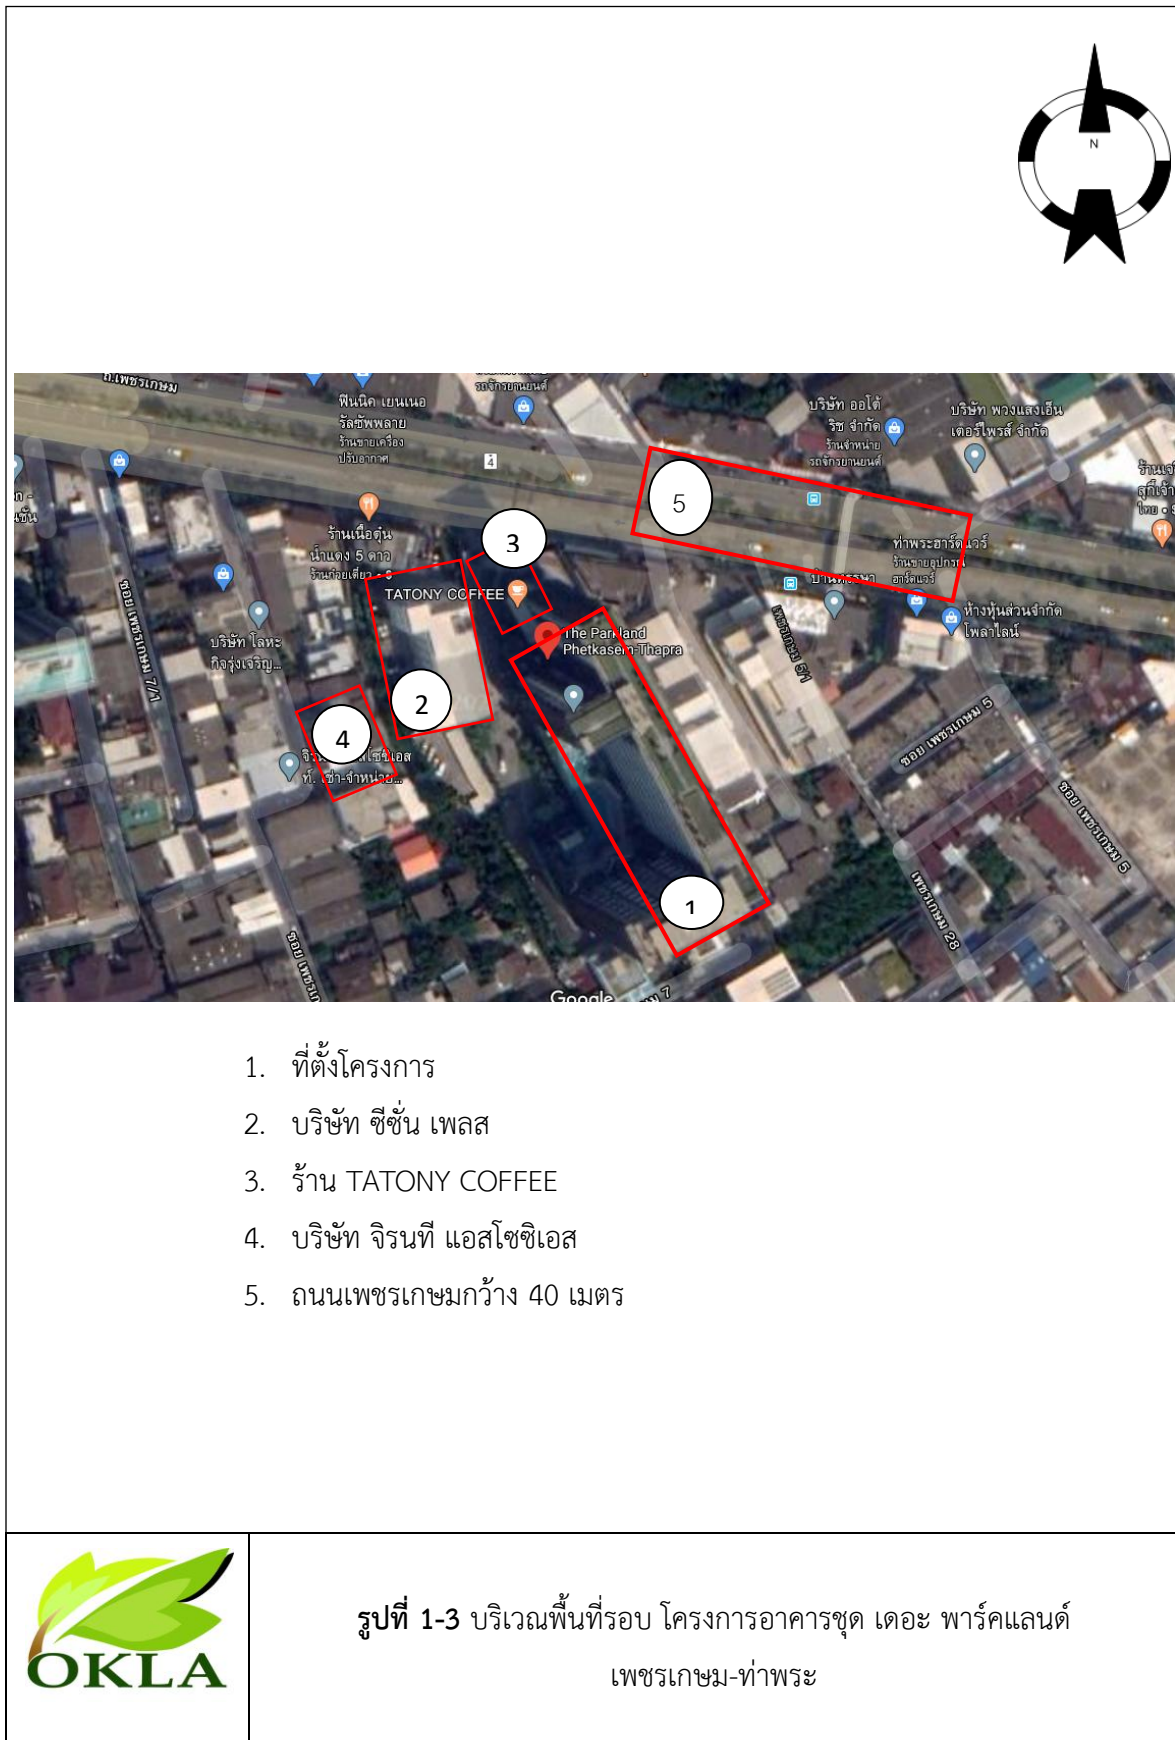 N
ถ.เพชรเกษม
ฟินนิค เยนเนอ
รัลซัพพลาย
ร้านขายเครื่อง
ปรับอากาศ
รถจักรยานยนต์
4
บริษัท ออโต้
ริช จำกัด
ร้านจำหน่าย
รถจักรยานยนต์
บริษัท พวงแสงเอ็น
เตอร์ไพรส์ จำกัด
5
3
ร้านเนื้อตุ๋น
น้ำแดง 5 ดาว
ร้านก๋วยเตี๋ยว
TATONY COFFEE
ท่าพระฮาร์ดแวร์
ร้านขายอุปกรณ์
ฮาร์ดแวร์
ห้างหุ้นส่วนจำกัด
โพลาไลน์
The Parkland
Phetkasem-Thapra
บริษัท โลหะ
กิจรุ่งเจริญ...
ซอย เพชรเกษม 7/1
เพชรเกษม 5/1
ซอย เพชรเกษม 5
ซอย เพชรเกษม 5
เพชรเกษม 28
2
4
1
Google
1. ที่ตั้งโครงการ
2. บริษัท ซีซั่น เพลส
3. ร้าน TATONY COFFEE
4. บริษัท จิรนที แอสโซซิเอส
5. ถนนเพชรเกษมกว้าง 40 เมตร
OKLA
รูปที่ 1-3 บริเวณพื้นที่รอบ โครงการอาคารชุด เดอะ พาร์คแลนด์
เพชรเกษม-ท่าพระ